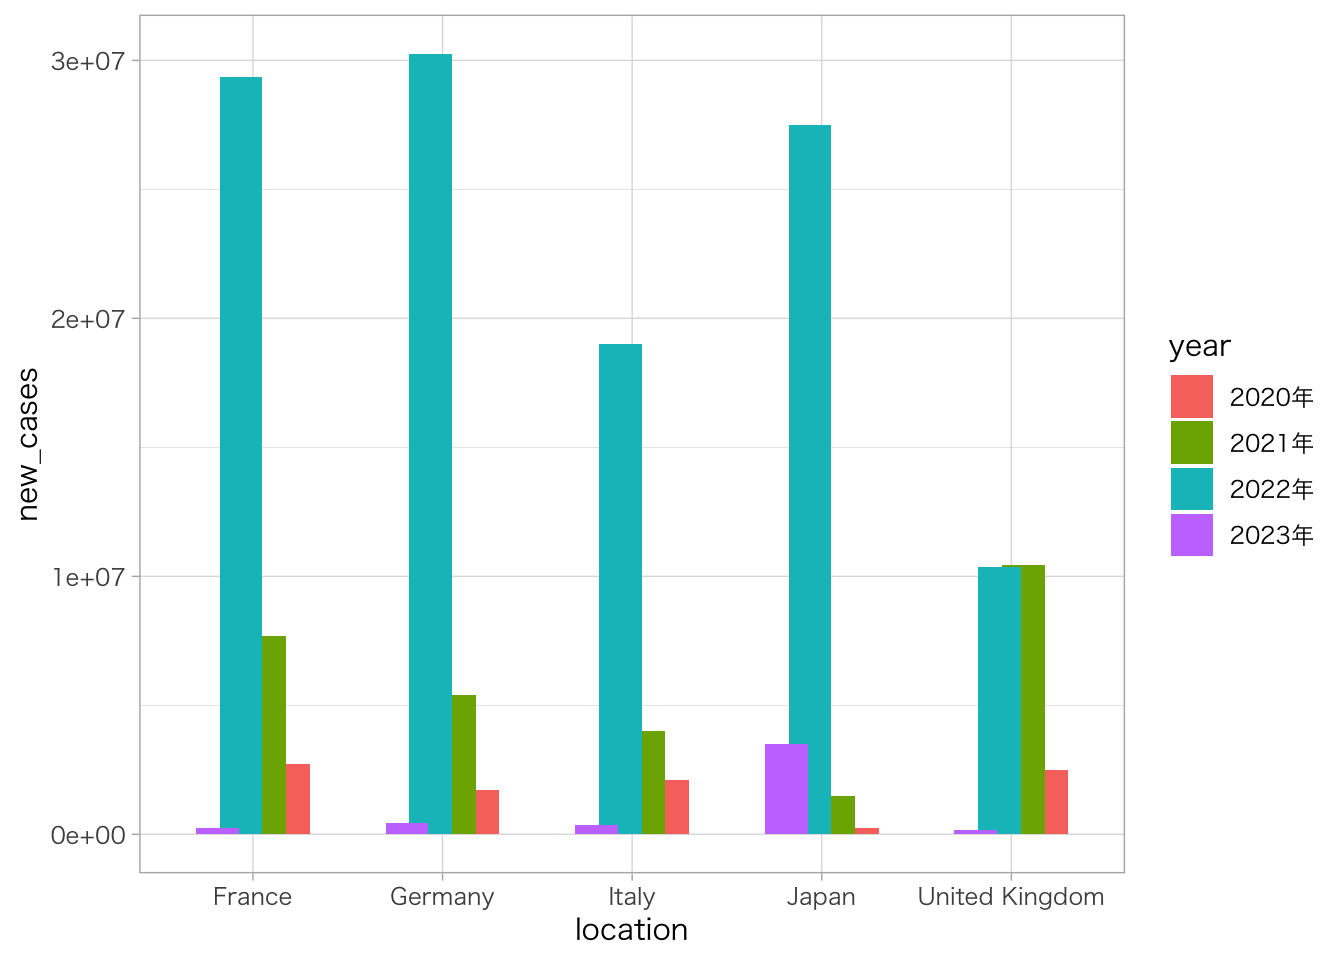 new_cases
3e+07
2e+07
1e+07
0e+00
France
Germany
Italy
Japan
United Kingdom
location
year
2020年
2021年
2022年
2023年